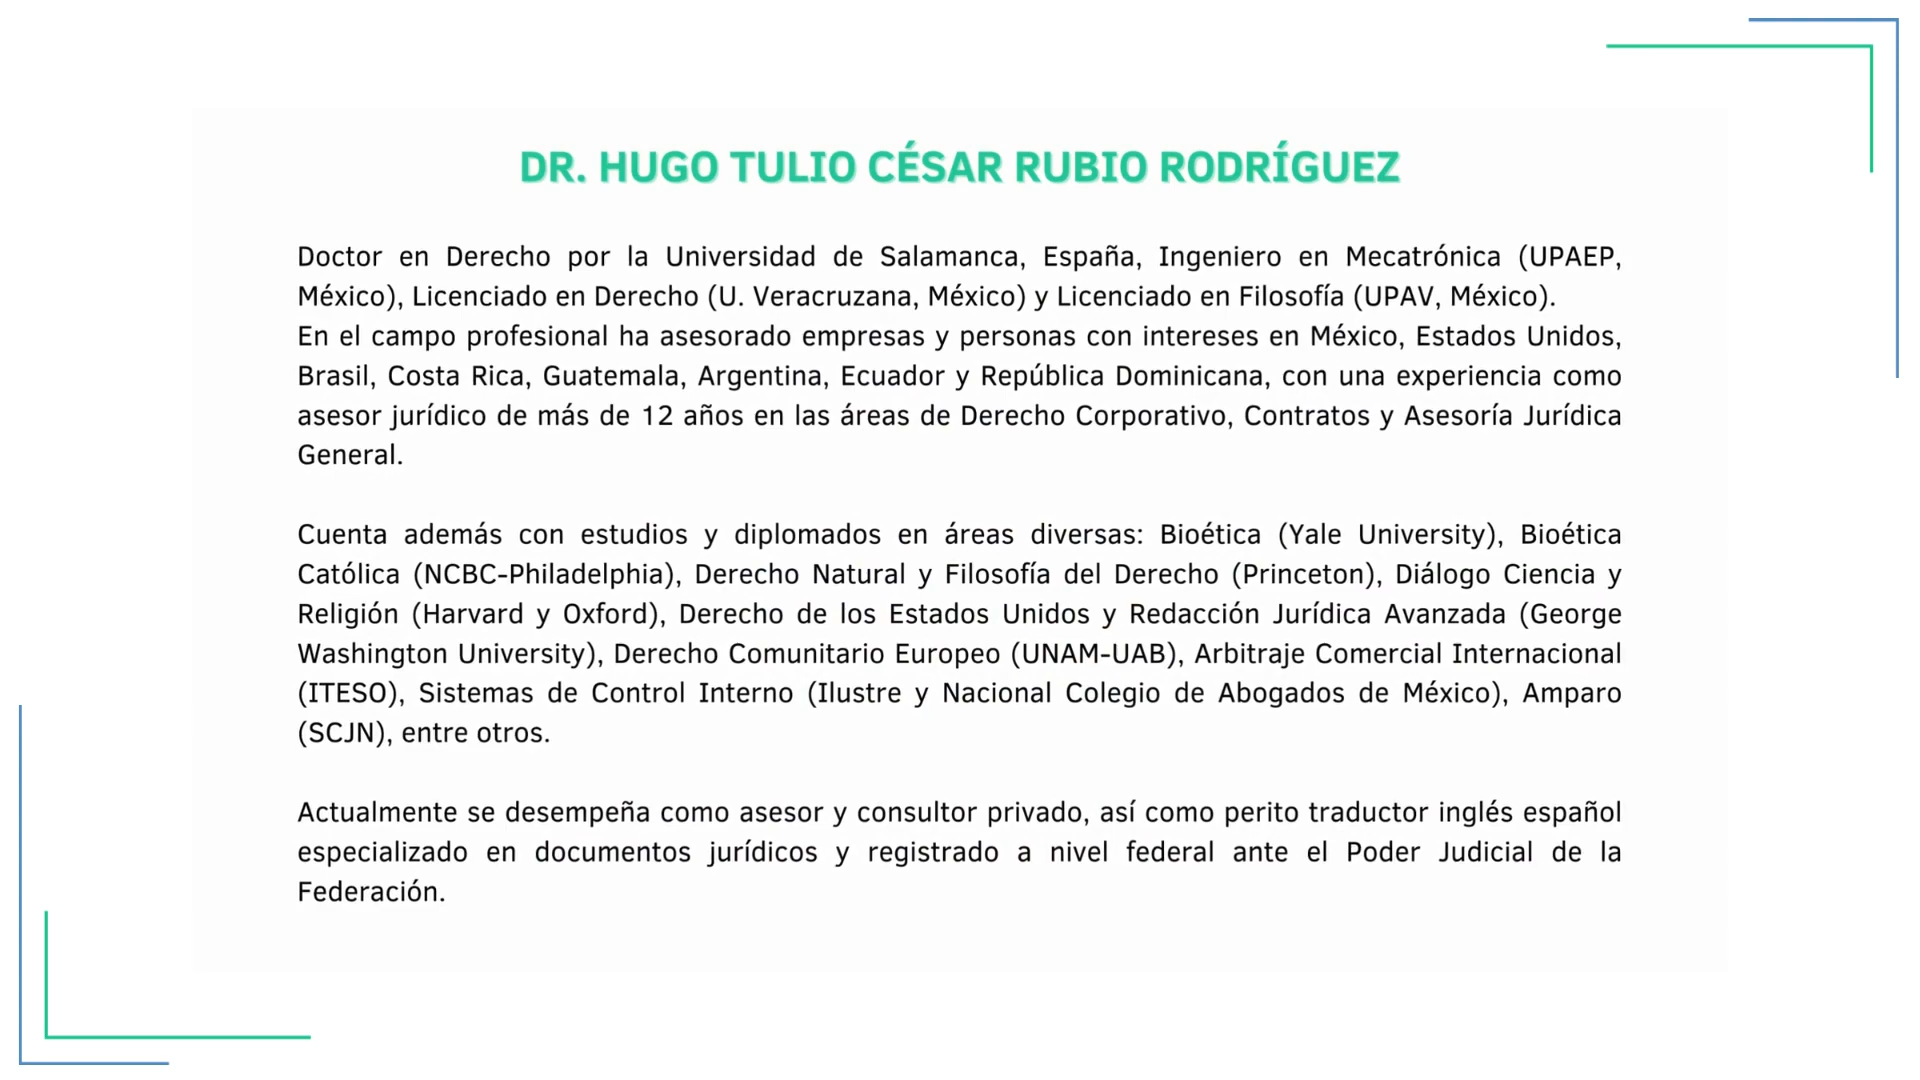 DR. HUGO TULIO CÉSAR RUBIO RODRÍGUEZ
Doctor en Derecho por la Universidad de Salamanca, España, Ingeniero en Mecatrónica (UPAEP,
México), Licenciado en Derecho (U. Veracruzana, México) y Licenciado en Filosofía (UPAV, México).
En el campo profesional ha asesorado empresas y personas con intereses en México, Estados Unidos,
Brasil, Costa Rica, Guatemala, Argentina, Ecuador y República Dominicana, con una experiencia como
asesor jurídico de más de 12 años en las áreas de Derecho Corporativo, Contratos y Asesoría Jurídica
General.
Cuenta además con estudios y diplomados en áreas diversas: Bioética (Yale University), Bioética
Católica (NCBC-Philadelphia), Derecho Natural y Filosofía del Derecho (Princeton), Diálogo Ciencia y
Religión (Harvard y Oxford), Derecho de los Estados Unidos y Redacción Jurídica Avanzada (George
Washington University), Derecho Comunitario Europeo (UNAM-UAB), Arbitraje Comercial Internacional
(ITESO), Sistemas de Control Interno (Ilustre y Nacional Colegio de Abogados de México), Amparo
(SCJN), entre otros.
Actualmente se desempeña como asesor y consultor privado, así como perito traductor inglés español
especializado en documentos jurídicos y registrado a nivel federal ante el Poder Judicial de la
Federación.